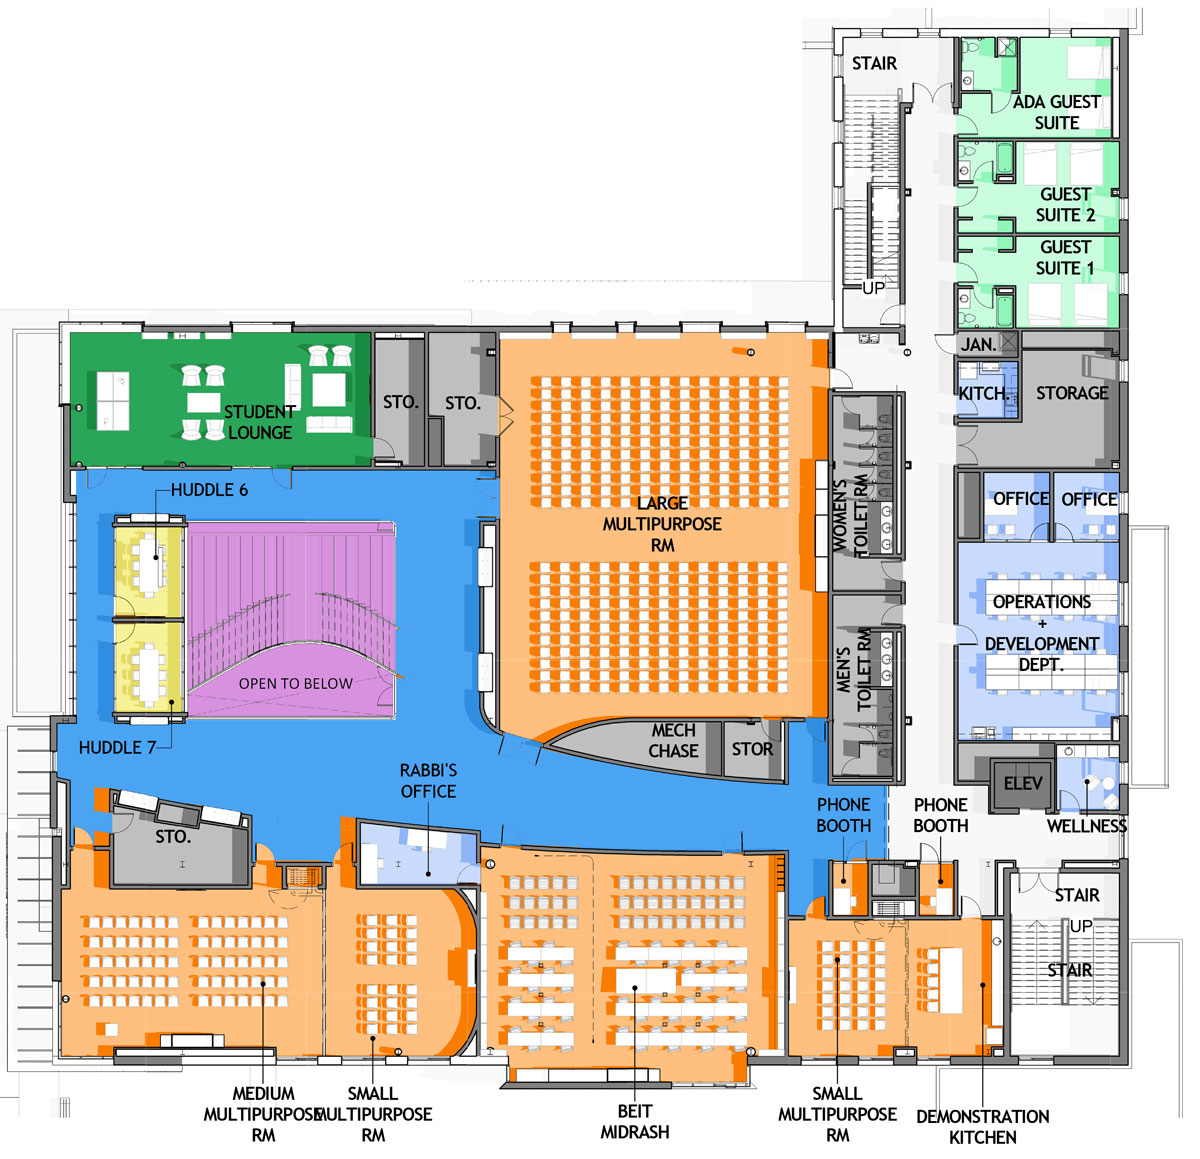 STAIR
ADA GUEST
SUITE
GUEST
SUITE 2
GUEST
SUITE 1
UP
JAN.
KITCH.
STORAGE
STUDENT
LOUNGE
STO.
STO.
HUDDLE 6
LARGE
MULTIPURPOSE
RM
WOMEN'S
TOILET RM
OFFICE
OFFICE
OPERATIONS
+
DEVELOPMENT
DEPT.
MEN'S
TOILET RM
OPEN TO BELOW
HUDDLE 7
MECH
CHASE
STOR
RABBI'S
OFFICE
ELEV
PHONE
BOOTH
PHONE
BOOTH
WELLNESS
STO.
STAIR
UP
STAIR
MEDIUM
MULTIPURPOSE
RM
SMALL
MULTIPURPOSE
RM
BEIT
MIDRASH
SMALL
MULTIPURPOSE
RM
DEMONSTRATION
KITCHEN